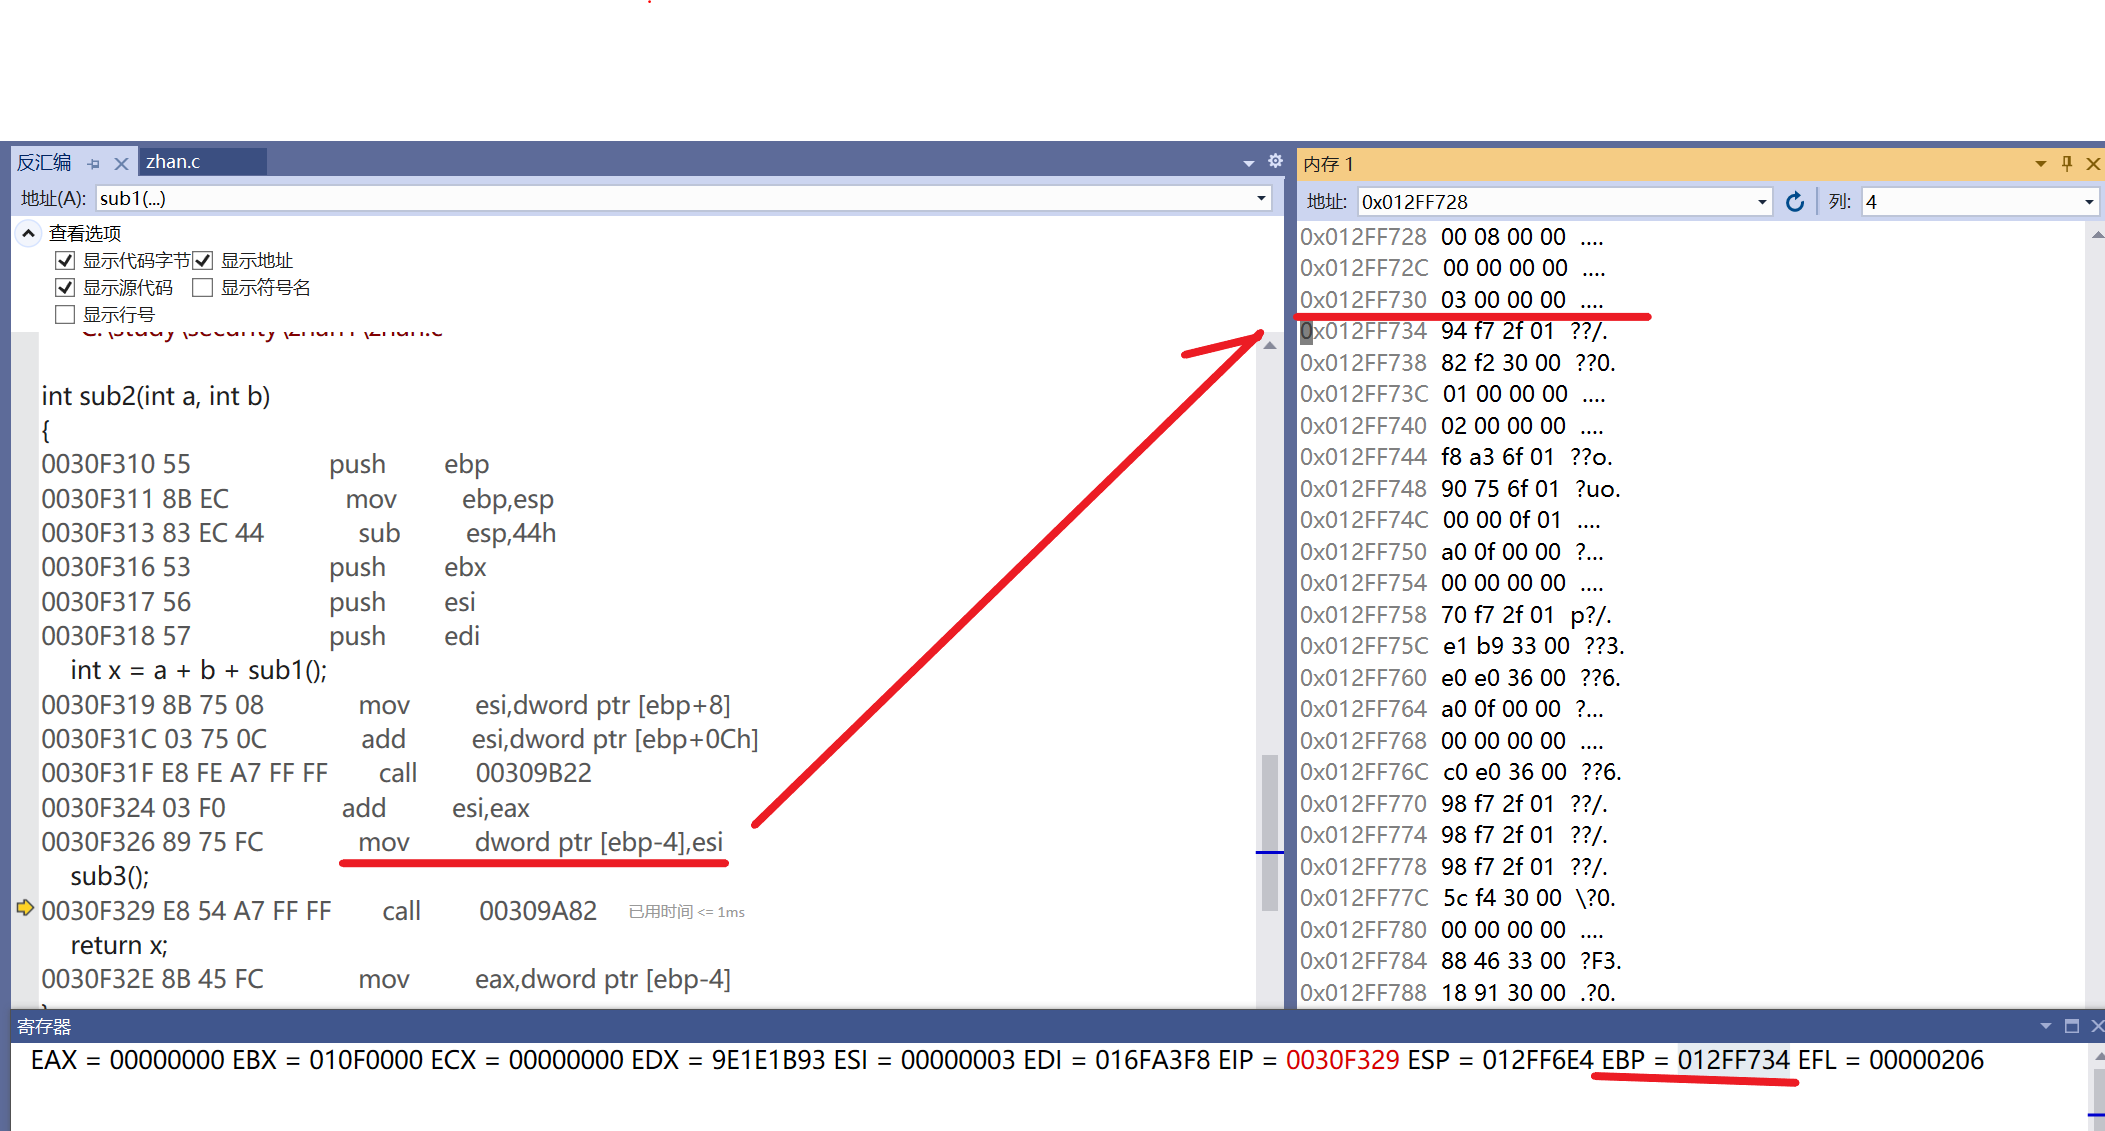 反汇编 zhan.c
地址(A): sub1(...)
查看选项
显示代码字节 显示地址
显示源代码 显示符号名
显示行号
C:\study\security\zhan1\zhan.c
int sub2(int a, int b)
{
0030F310 55 push ebp
0030F311 8B EC mov ebp,esp
0030F313 83 EC 44 sub esp,44h
0030F316 53 push ebx
0030F317 56 push esi
0030F318 57 push edi
int x = a + b + sub1();
0030F319 8B 75 08 mov esi,dword ptr [ebp+8]
0030F31C 03 75 0C add esi,dword ptr [ebp+0Ch]
0030F31F E8 FE A7 FF FF call 00309B22
0030F324 03 F0 add esi,eax
0030F326 89 75 FC mov dword ptr [ebp-4],esi
sub3();
0030F329 E8 54 A7 FF FF call 00309A82 已用时间 <= 1ms
return x;
0030F32E 8B 45 FC mov eax,dword ptr [ebp-4]
内存 1
地址: 0x012FF728 列: 4
0x012FF728 00 08 00 00 ....
0x012FF72C 00 00 00 00 ....
0x012FF730 03 00 00 00 ....
0x012FF734 94 f7 2f 01 ??/.
0x012FF738 82 f2 30 00 ??0.
0x012FF73C 01 00 00 00 ....
0x012FF740 02 00 00 00 ....
0x012FF744 f8 a3 6f 01 ??o.
0x012FF748 90 75 6f 01 ?uo.
0x012FF74C 00 00 0f 01 ....
0x012FF750 a0 0f 00 00 ?...
0x012FF754 00 00 00 00 ....
0x012FF758 70 f7 2f 01 p?/.
0x012FF75C e1 b9 33 00 ??3.
0x012FF760 e0 e0 36 00 ??6.
0x012FF764 a0 0f 00 00 ?...
0x012FF768 00 00 00 00 ....
0x012FF76C c0 e0 36 00 ??6.
0x012FF770 98 f7 2f 01 ??/.
0x012FF774 98 f7 2f 01 ??/.
0x012FF778 98 f7 2f 01 ??/.
0x012FF77C 5c f4 30 00 \?0.
0x012FF780 00 00 00 00 ....
0x012FF784 88 46 33 00 ?F3.
0x012FF788 18 91 30 00 .?0.
寄存器
EAX = 00000000 EBX = 010F0000 ECX = 00000000 EDX = 9E1E1B93 ESI = 00000003 EDI = 016FA3F8 EIP = 0030F329 ESP = 012FF6E4 EBP = 012FF734 EFL = 00000206